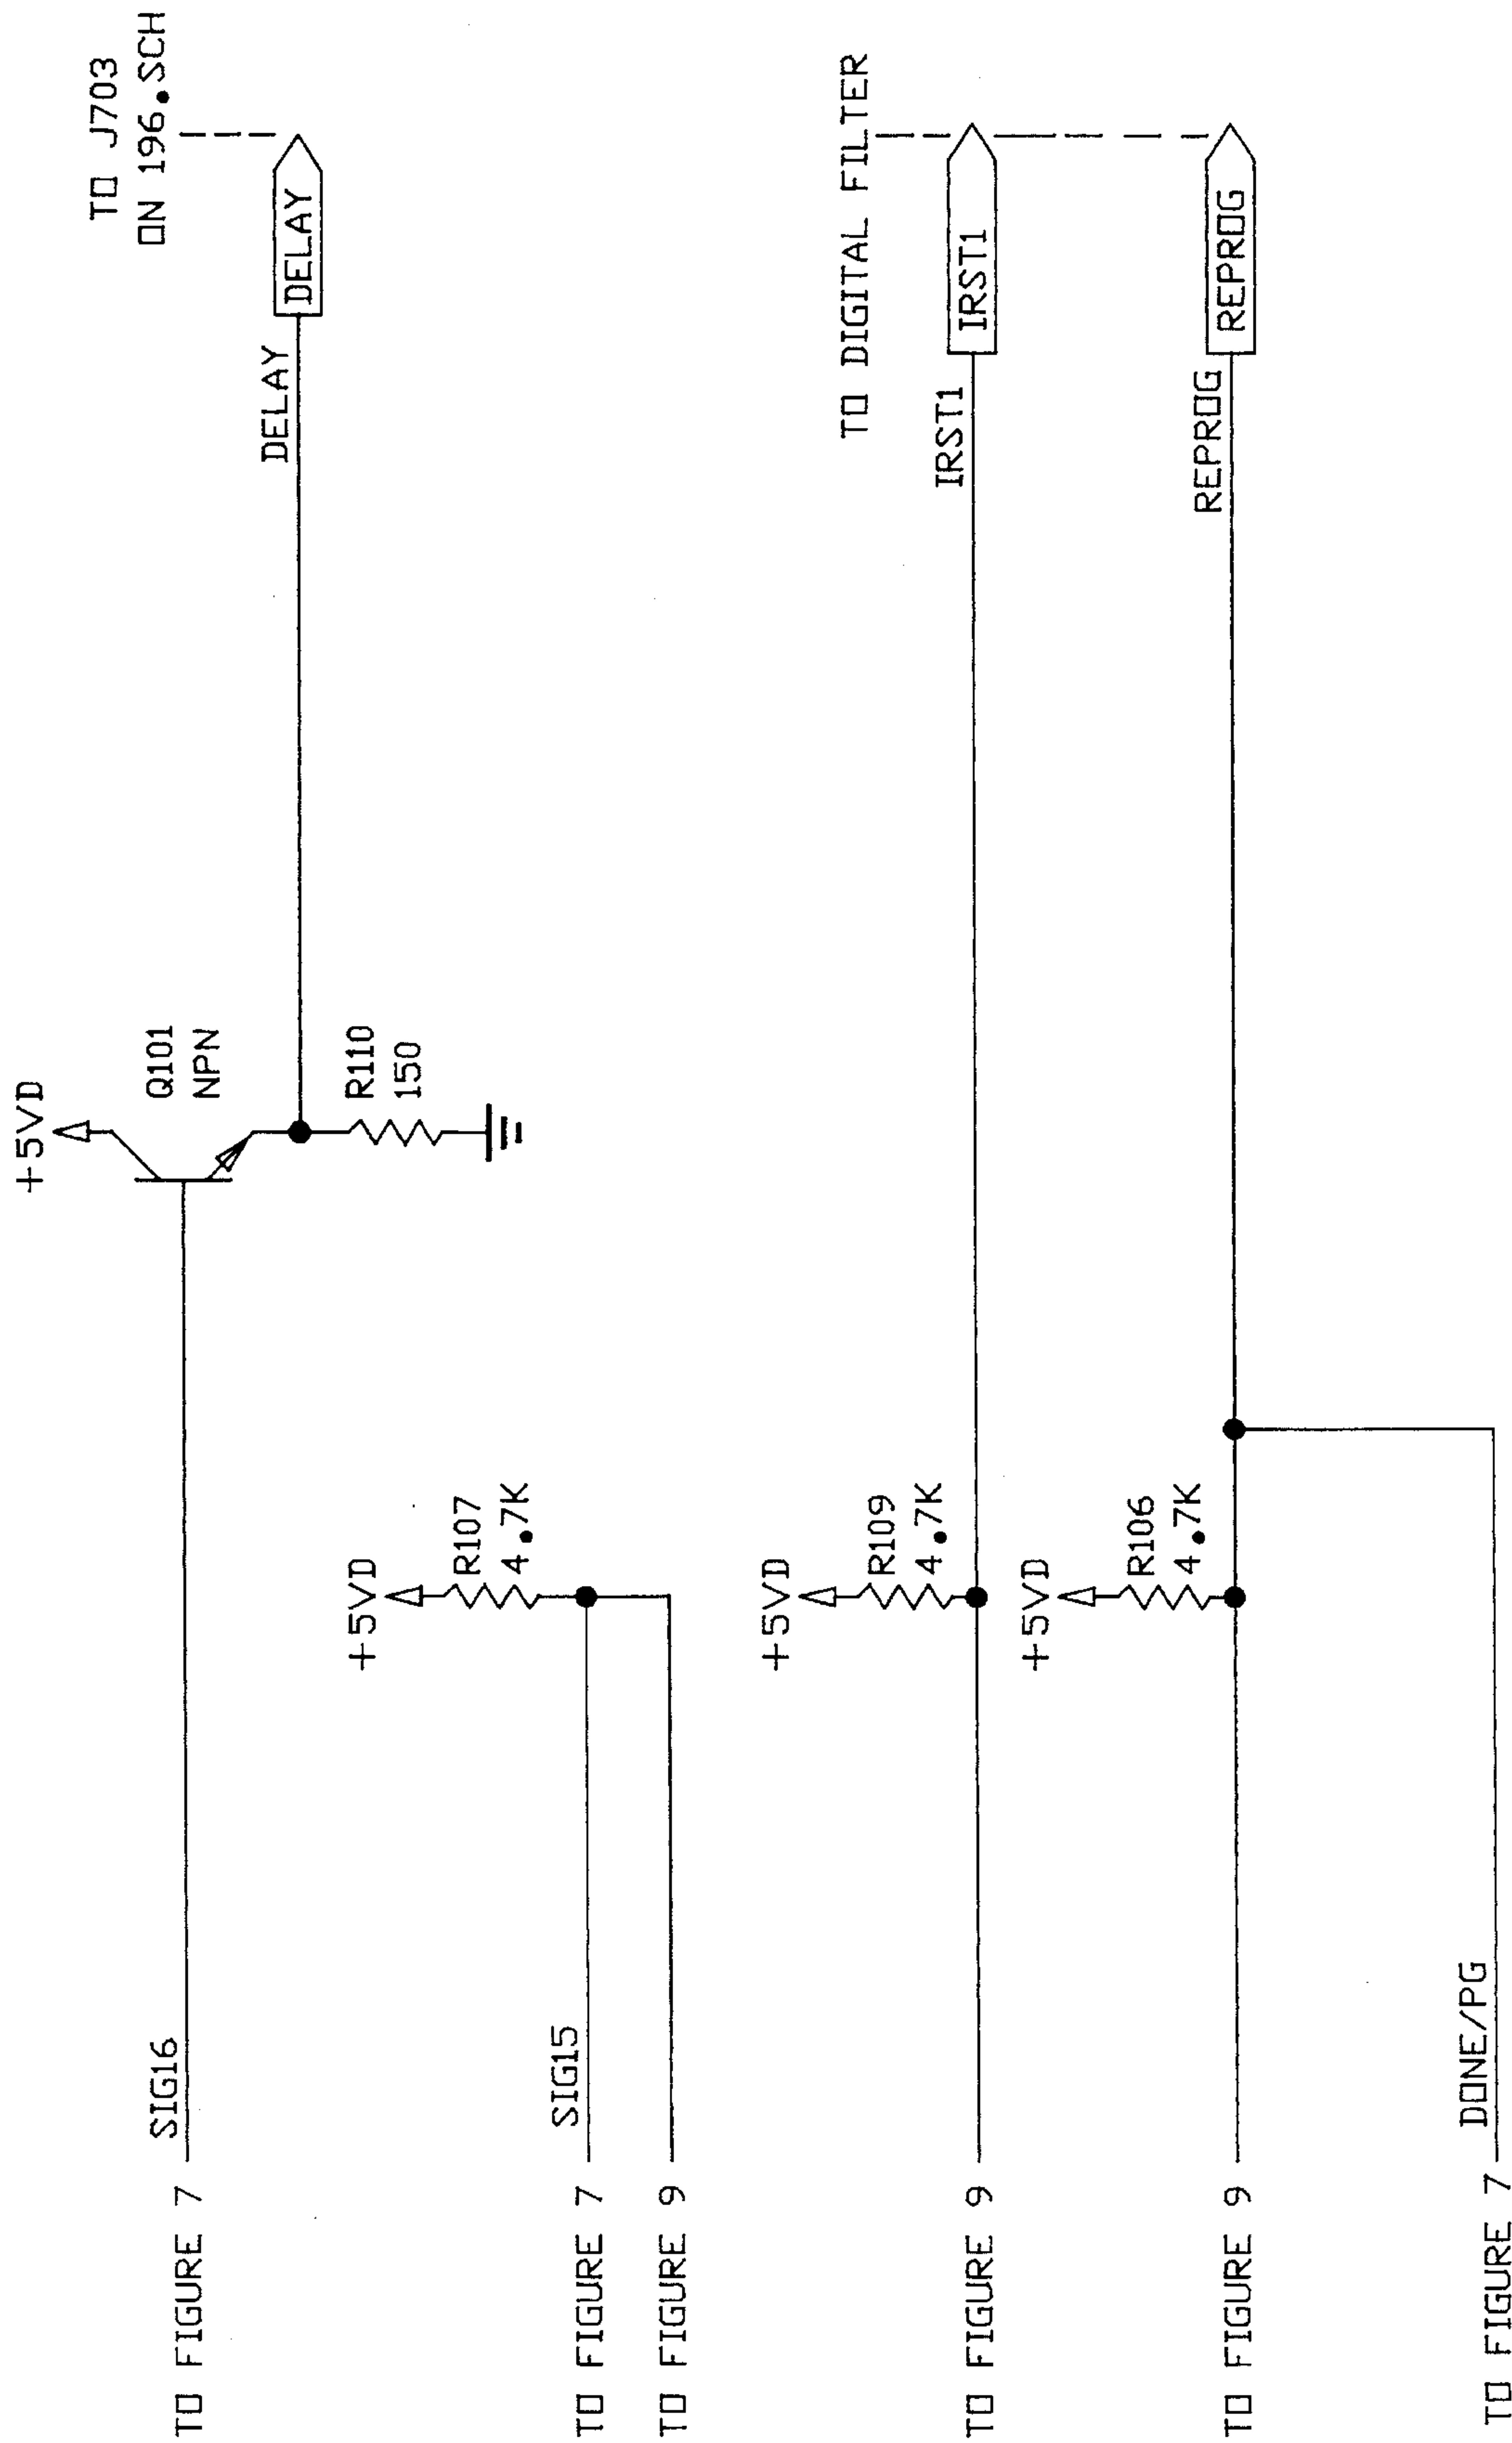 TO J703
ON 196.SCH
+5VD
Q101
NPN
TO FIGURE 7
SIG16
DELAY
DELAY
R110
150
+5VD
R107
4.7K
TO FIGURE 7
SIG15
TO FIGURE 9
TO DIGITAL FILTER
+5VD
R109
4.7K
TO FIGURE 9
IRST1
IRST1
+5VD
R106
4.7K
TO FIGURE 9
REPROG
REPROG
TO FIGURE 7
DONE/PG